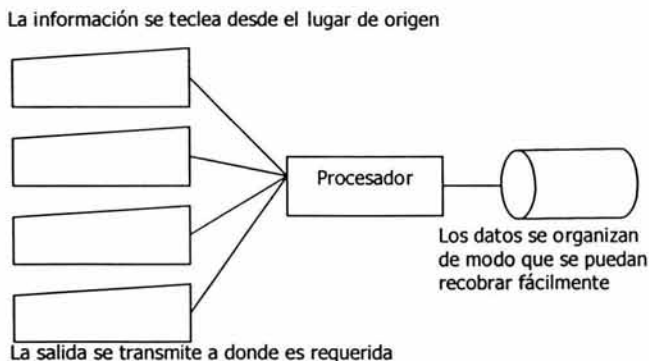 La información se teclea desde el lugar de origen
Procesador
Los datos se organizan
de modo que se puedan
recobrar fácilmente
La salida se transmite a donde es requerida